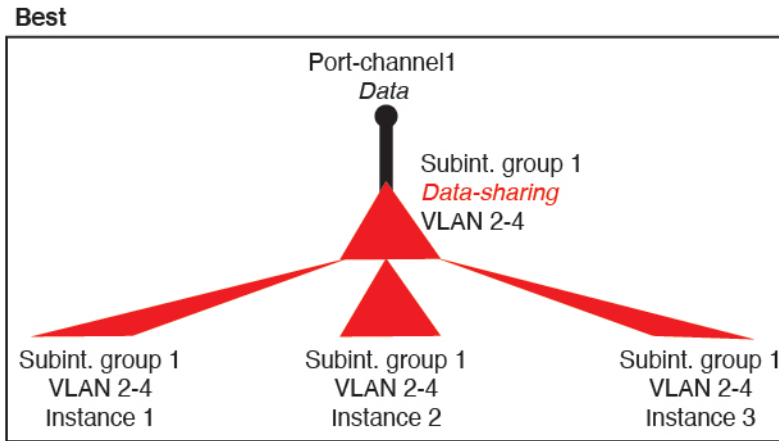 Best
Port-channel1
Data
Subint. group 1
Data-sharing
VLAN 2-4
Subint. group 1
VLAN 2-4
Instance 1
Subint. group 1
VLAN 2-4
Instance 2
Subint. group 1
VLAN 2-4
Instance 3